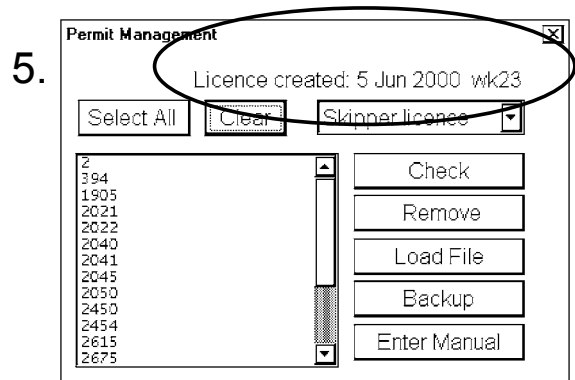 5.
Permit Management
Licence created: 5 Jun 2000 wk23
Select All Clear Skipper licence
2
394
1905
2021
2022
2040
2041
2045
2050
2450
2454
2615
2675
Check
Remove
Load File
Backup
Enter Manual